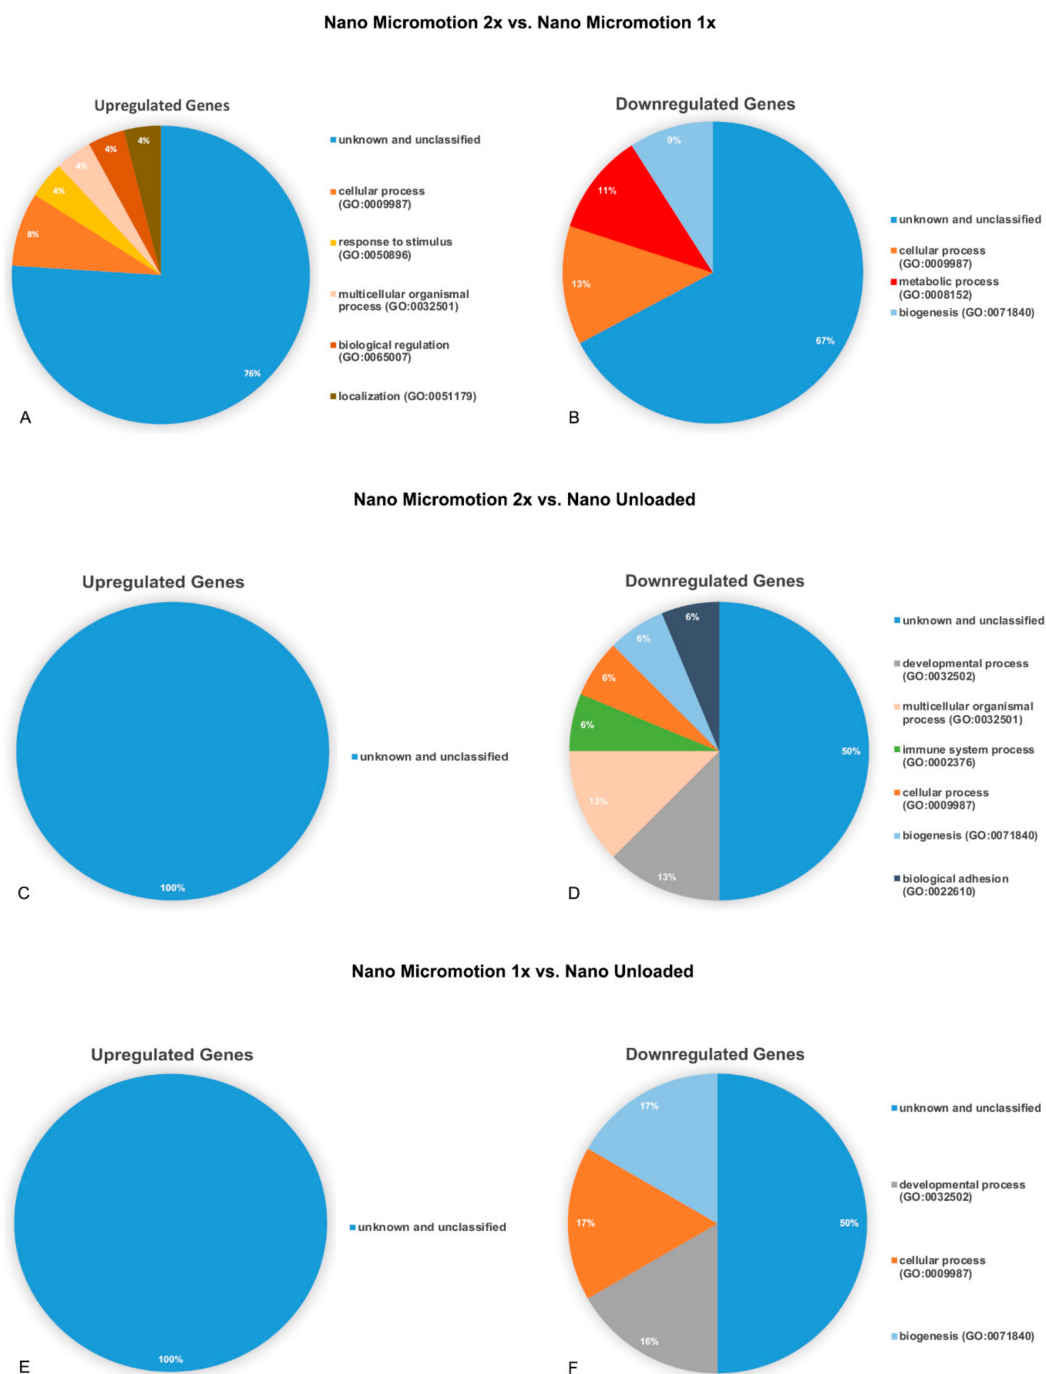 Nano Micromotion 2x vs. Nano Micromotion 1x
Upregulated Genes
4%
4%
4%
4%
8%
76%
unknown and unclassified
cellular process
(GO:0009987)
response to stimulus
(GO:0050896)
multicellular organismal
process (GO:0032501)
biological regulation
(GO:0065007)
localization (GO:0051179)
A
Downregulated Genes
9%
11%
13%
67%
unknown and unclassified
cellular process
(GO:0009987)
metabolic process
(GO:0008152)
biogenesis (GO:0071840)
B
Nano Micromotion 2x vs. Nano Unloaded
Upregulated Genes
100%
unknown and unclassified
C
Downregulated Genes
6%
6%
6%
6%
13%
13%
50%
unknown and unclassified
developmental process
(GO:0032502)
multicellular organismal
process (GO:0032501)
immune system process
(GO:0002376)
cellular process
(GO:0009987)
biogenesis (GO:0071840)
biological adhesion
(GO:0022610)
D
Nano Micromotion 1x vs. Nano Unloaded
Upregulated Genes
100%
unknown and unclassified
E
Downregulated Genes
17%
17%
16%
50%
unknown and unclassified
developmental process
(GO:0032502)
cellular process
(GO:0009987)
biogenesis (GO:0071840)
F